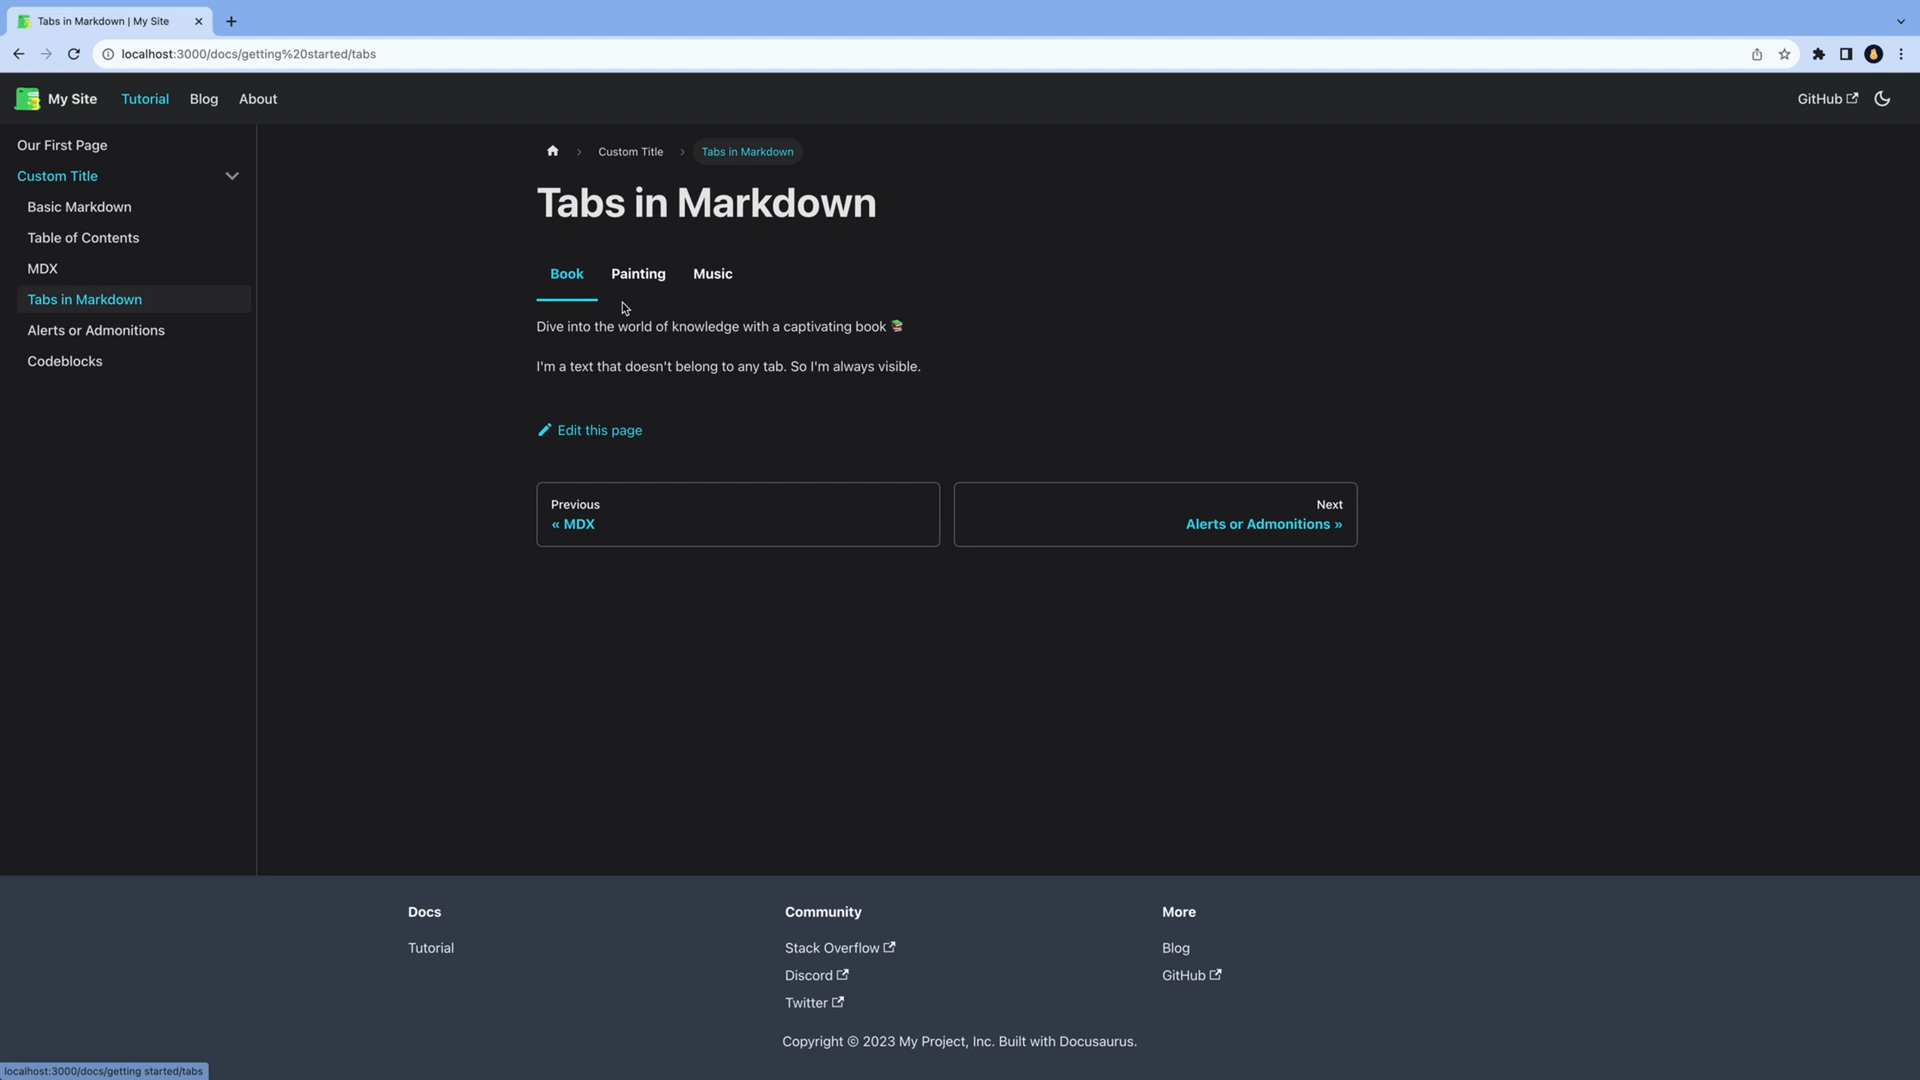 Tabs in Markdown | My Site
localhost:3000/docs/getting%20started/tabs
My Site Tutorial Blog About GitHub
Our First Page
Custom Title
Basic Markdown
Table of Contents
MDX
Tabs in Markdown
Alerts or Admonitions
Codeblocks
Custom Title Tabs in Markdown
Tabs in Markdown
Book Painting Music
Dive into the world of knowledge with a captivating book 📚
I'm a text that doesn't belong to any tab. So I'm always visible.
Edit this page
Previous
« MDX
Next
Alerts or Admonitions »
Docs
Tutorial
Community
Stack Overflow
Discord
Twitter
More
Blog
GitHub
Copyright © 2023 My Project, Inc. Built with Docusaurus.
localhost:3000/docs/getting started/tabs